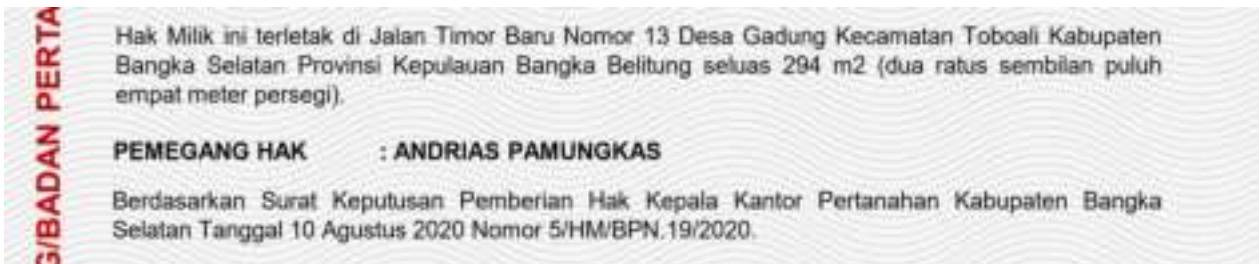 Hak Milik ini terletak di Jalan Timor Baru Nomor 13 Desa Gadung Kecamatan Toboali Kabupaten
Bangka Selatan Provinsi Kepulauan Bangka Belitung seluas 294 m2 (dua ratus sembilan puluh
empat meter persegi).
PEMEGANG HAK : ANDRIAS PAMUNGKAS
Berdasarkan Surat Keputusan Pemberian Hak Kepala Kantor Pertanahan Kabupaten Bangka
Selatan Tanggal 10 Agustus 2020 Nomor 5/HM/BPN.19/2020.
G/BADAN PERTA